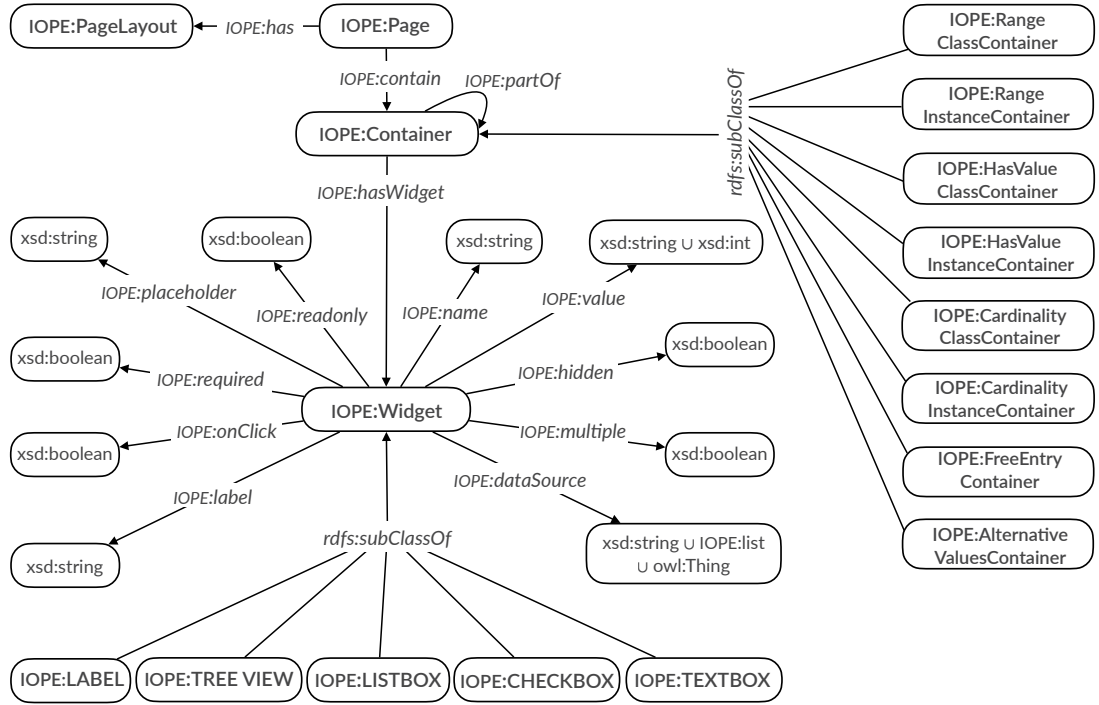 IOPE:PageLayout
IOPE:has
IOPE:Page
IOPE:contain
IOPE:partOf
IOPE:Container
IOPE:hasWidget
xsd:string
xsd:boolean
xsd:string
xsd:string ∪ xsd:int
IOPE:placeholder
IOPE:readonly
IOPE:name
IOPE:value
xsd:boolean
IOPE:required
IOPE:hidden
xsd:boolean
IOPE:Widget
xsd:boolean
IOPE:onClick
IOPE:multiple
xsd:boolean
IOPE:label
IOPE:dataSource
xsd:string
rdfs:subClassOf
xsd:string ∪ IOPE:list
∪ owl:Thing
IOPE:LABEL
IOPE:TREE VIEW
IOPE:LISTBOX
IOPE:CHECKBOX
IOPE:TEXTBOX
rdfs:subClassOf
IOPE:Range
ClassContainer
IOPE:Range
InstanceContainer
IOPE:HasValue
ClassContainer
IOPE:HasValue
InstanceContainer
IOPE:Cardinality
ClassContainer
IOPE:Cardinality
InstanceContainer
IOPE:FreeEntry
Container
IOPE:Alternative
ValuesContainer